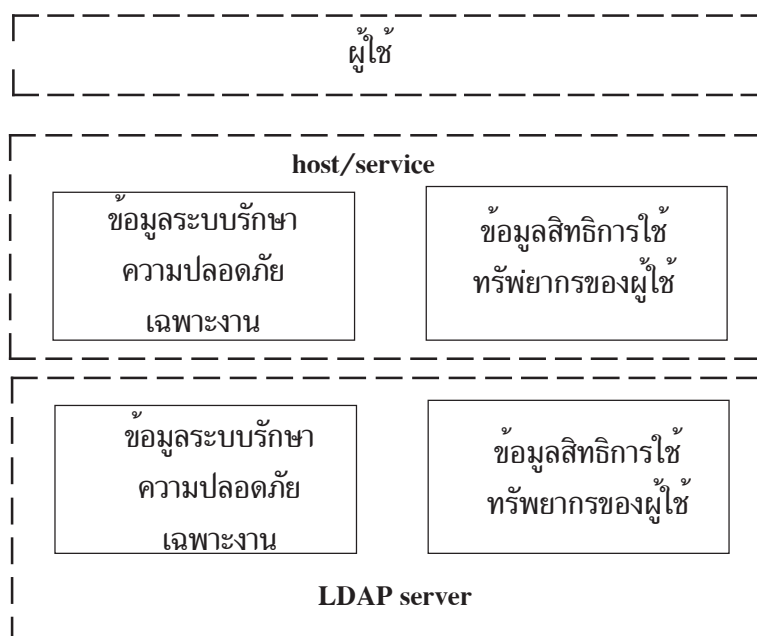 ผู้ใช้
host/service
ข้อมูลระบบรักษา
ความปลอดภัย
เฉพาะงาน
ข้อมูลสิทธิการใช้
ทรัพ่ยากรของผู้ใช้
ข้อมูลระบบรักษา
ความปลอดภัย
เฉพาะงาน
ข้อมูลสิทธิการใช้
ทรัพยากรของผู้ใช้
LDAP server